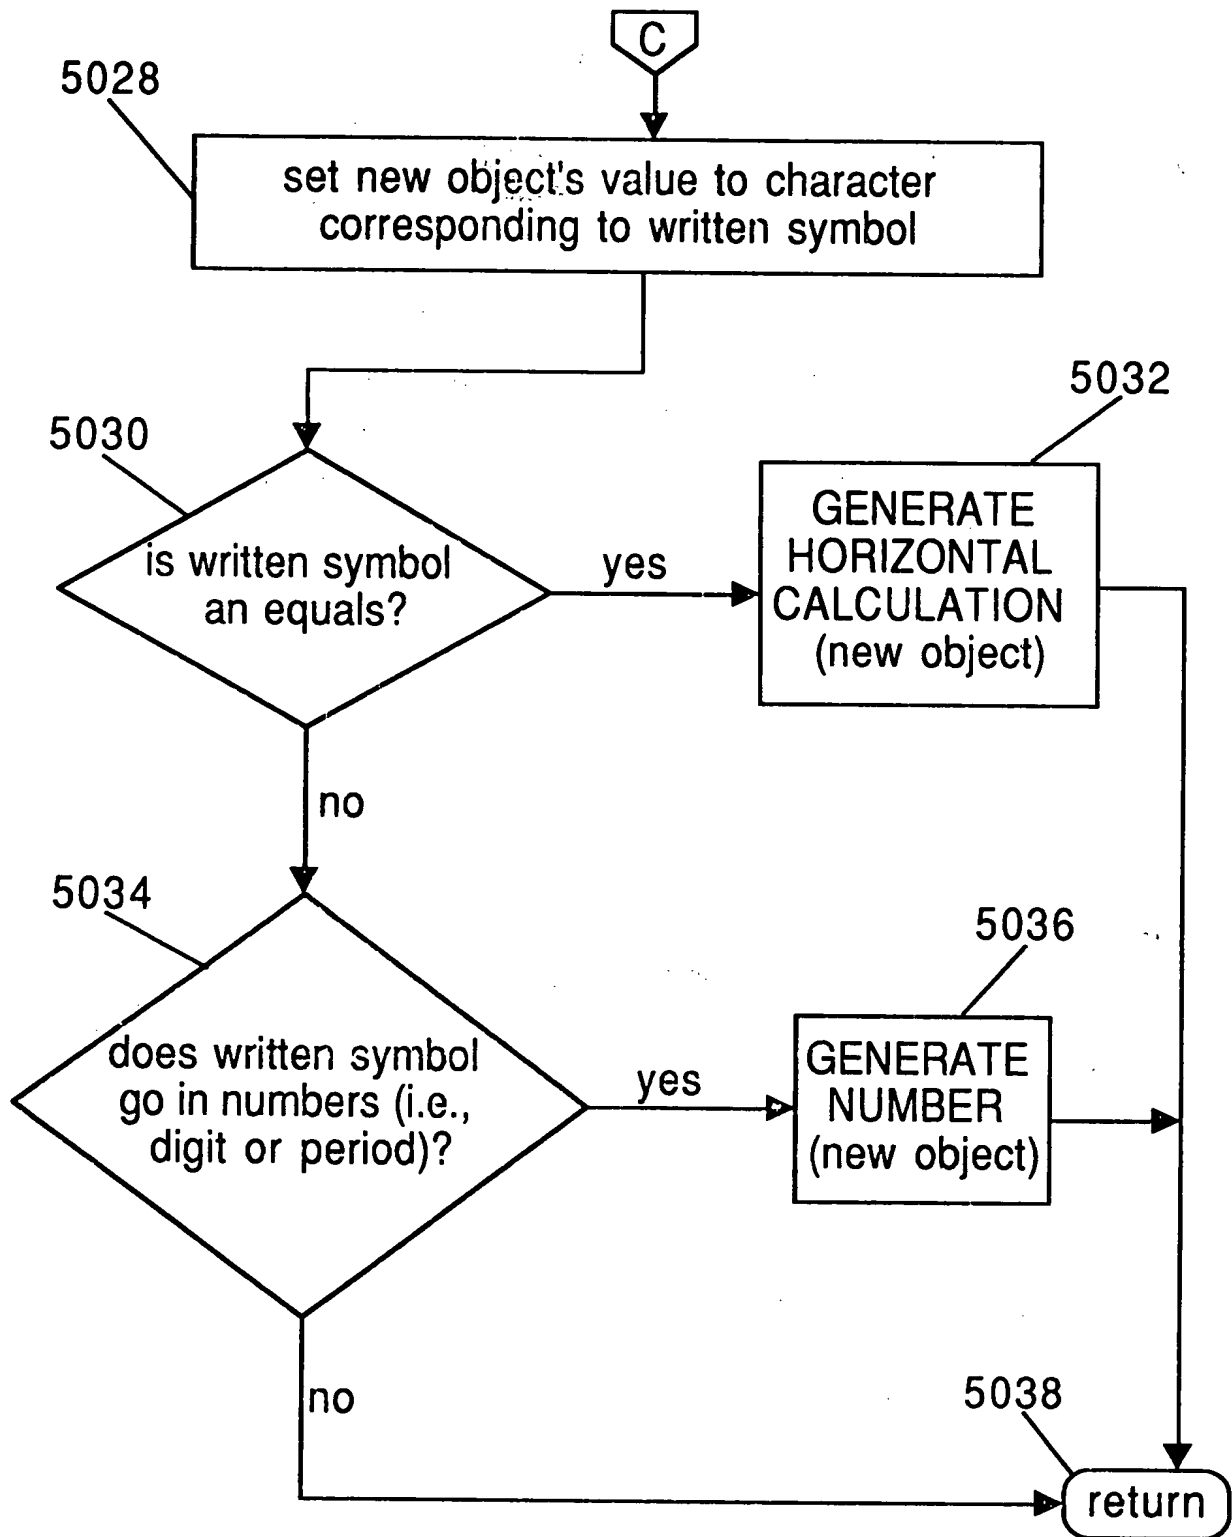 C
5028
set new object's value to character
corresponding to written symbol
5030
is written symbol
an equals?
yes
5032
GENERATE
HORIZONTAL
CALCULATION
(new object)
no
5034
does written symbol
go in numbers (i.e.,
digit or period)?
yes
5036
GENERATE
NUMBER
(new object)
no
5038
return